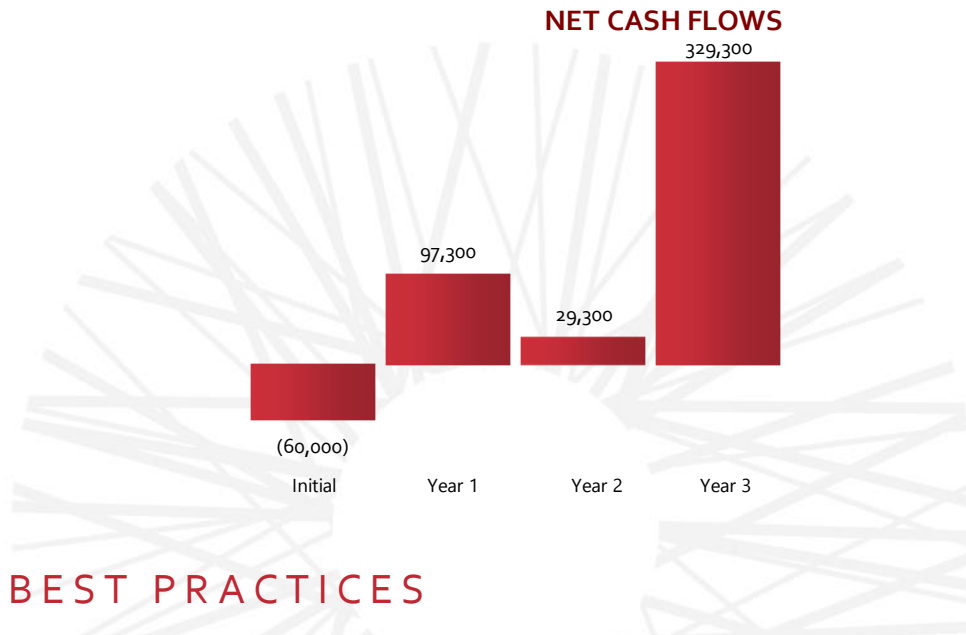 NET CASH FLOWS
329,300
97,300
29,300
(60,000)
Initial Year 1 Year 2 Year 3
BEST PRACTICES